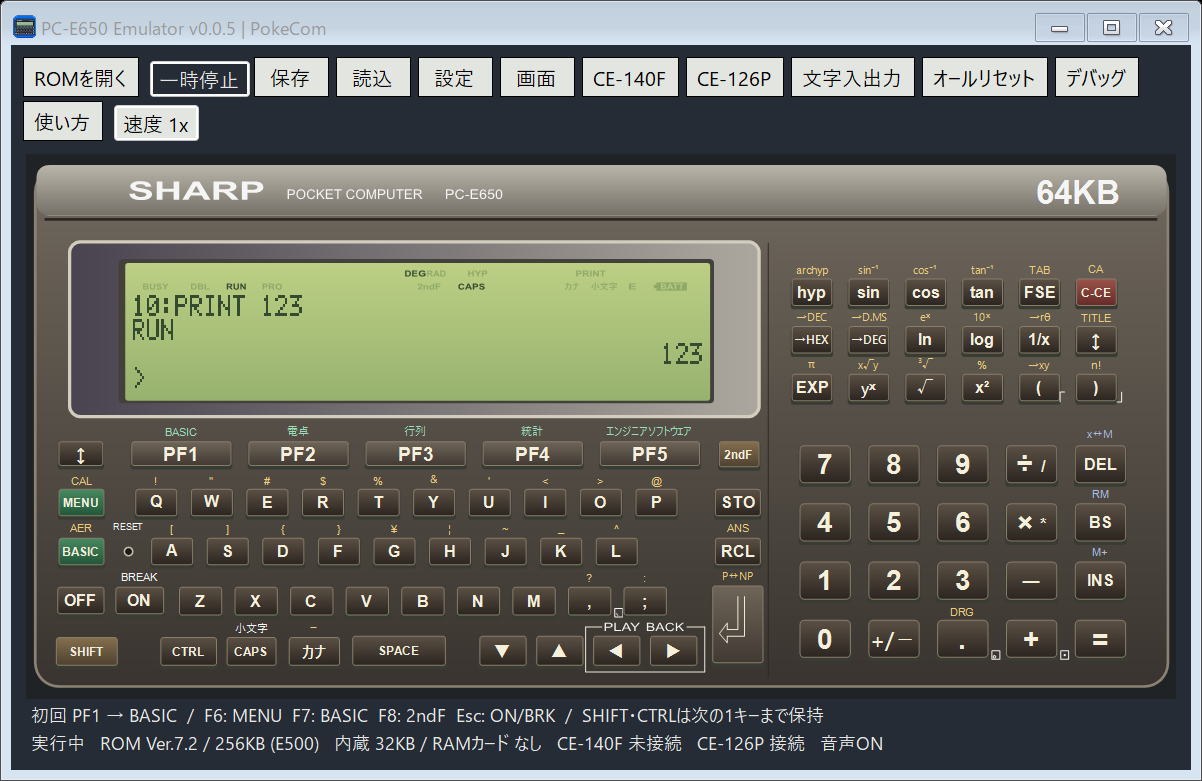 PC-E650 Emulator v0.0.5 | PokeCom
ROMを開く 一時停止 保存 読込 設定 画面 CE-140F CE-126P 文字入出力 オールリセット デバッグ
使い方 速度 1x
SHARP POCKET COMPUTER PC-E650 64KB
DEGRAD HYP PRINT
BUSY DBL RUN PRO 2ndF CAPS カナ 小文字 E BATT
10:PRINT 123
RUN
123
>
archyp sin⁻¹ cos⁻¹ tan⁻¹ TAB CA
hyp sin cos tan FSE C-CE
→DEC →D.MS eˣ 10ˣ →rθ TITLE
→HEX →DEG ln log 1/x ↕
π x√y ³√ % →xy n!
EXP yˣ √ x² ( )
BASIC 電卓 行列 統計 エンジニアソフトウェア
↕ PF1 PF2 PF3 PF4 PF5 2ndF
CAL ! " # $ % & ' < > @
MENU Q W E R T Y U I O P STO
AER RESET [ ] { } ¥ ¦ ~ _ ^ ANS
BASIC A S D F G H J K L RCL
BREAK ? : P↔NP
OFF ON Z X C V B N M , ;
小文字 – PLAY BACK
SHIFT CTRL CAPS カナ SPACE ▼ ▲ ◀ ▶
x↔M
7 8 9 ÷ / DEL
RM
4 5 6 × * BS
M+
1 2 3 — INS
DRG
0 +/− . + =
初回 PF1 → BASIC / F6: MENU F7: BASIC F8: 2ndF Esc: ON/BRK / SHIFT・CTRLは次の1キーまで保持
実行中 ROM Ver.7.2 / 256KB (E500) 内蔵 32KB / RAMカード なし CE-140F 未接続 CE-126P 接続 音声ON